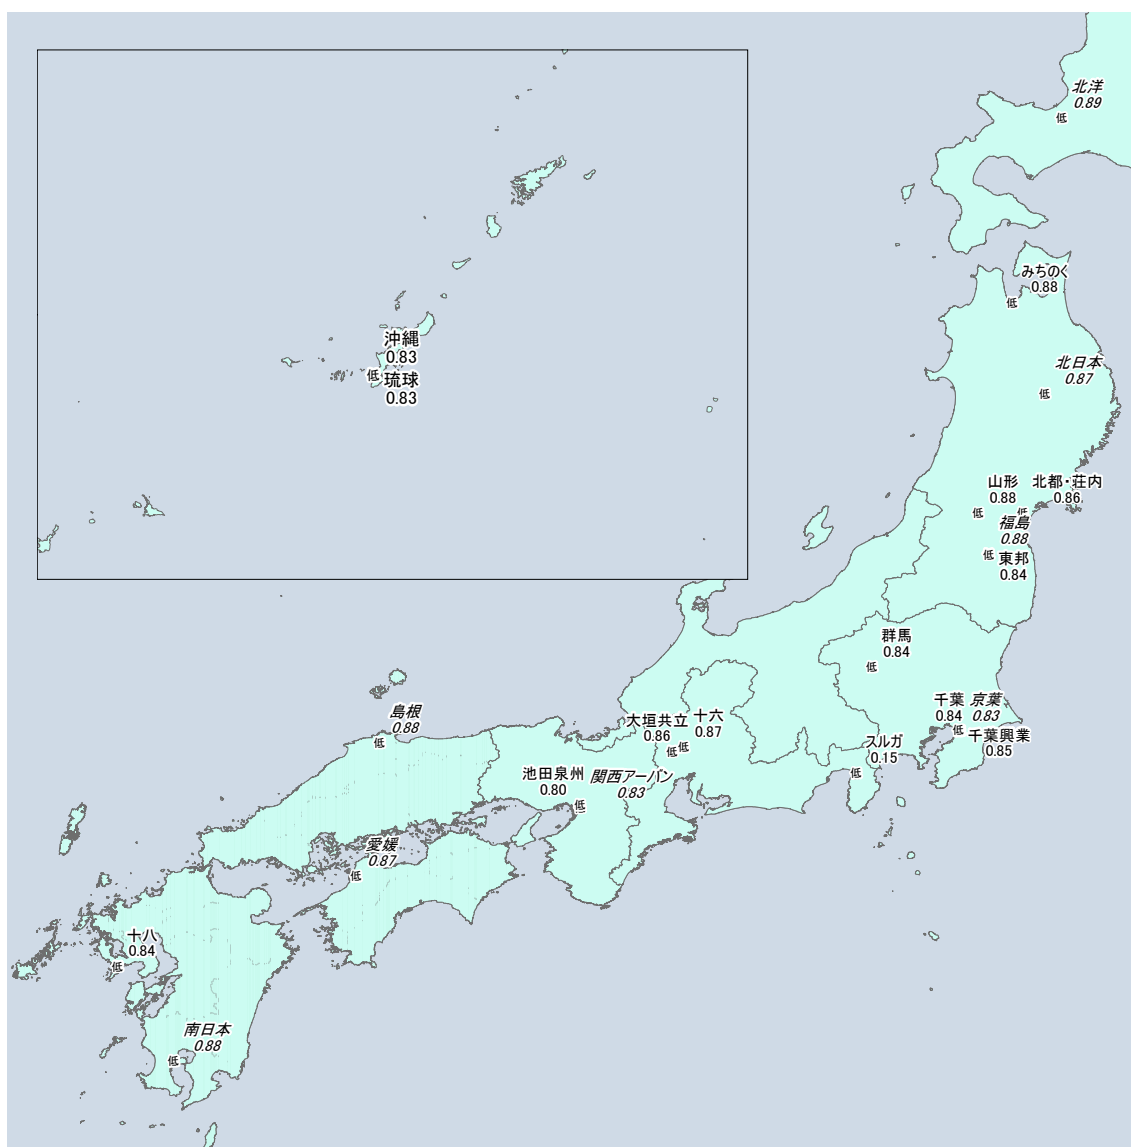 北洋
0.89
低
みちのく
0.88
低
沖縄
0.83
低
琉球
0.83
北日本
0.87
低
山形
0.88
低
北都・荘内
0.86
低
福島
0.88
低
東邦
0.84
群馬
0.84
低
千葉
0.84
京葉
0.83
低
千葉興業
0.85
島根
0.88
低
大垣共立
0.86
低
十六
0.87
低
スルガ
0.15
低
池田泉州
0.80
低
関西アーバン
0.83
愛媛
0.87
低
十八
0.84
低
南日本
0.88
低